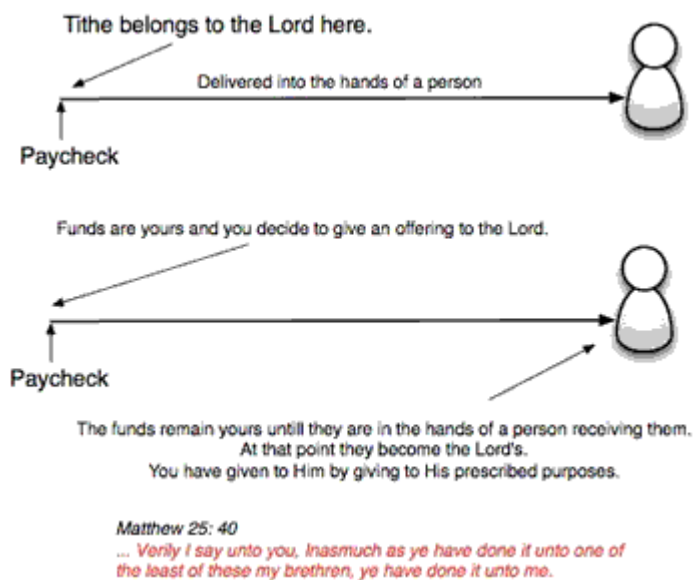 Tithe belongs to the Lord here.
Delivered into the hands of a person
Paycheck
Funds are yours and you decide to give an offering to the Lord.
Paycheck
The funds remain yours untill they are in the hands of a person receiving them.
At that point they become the Lord's.
You have given to Him by giving to His prescribed purposes.
Matthew 25: 40
... Verily I say unto you, Inasmuch as ye have done it unto one of
the least of these my brethren, ye have done it unto me.